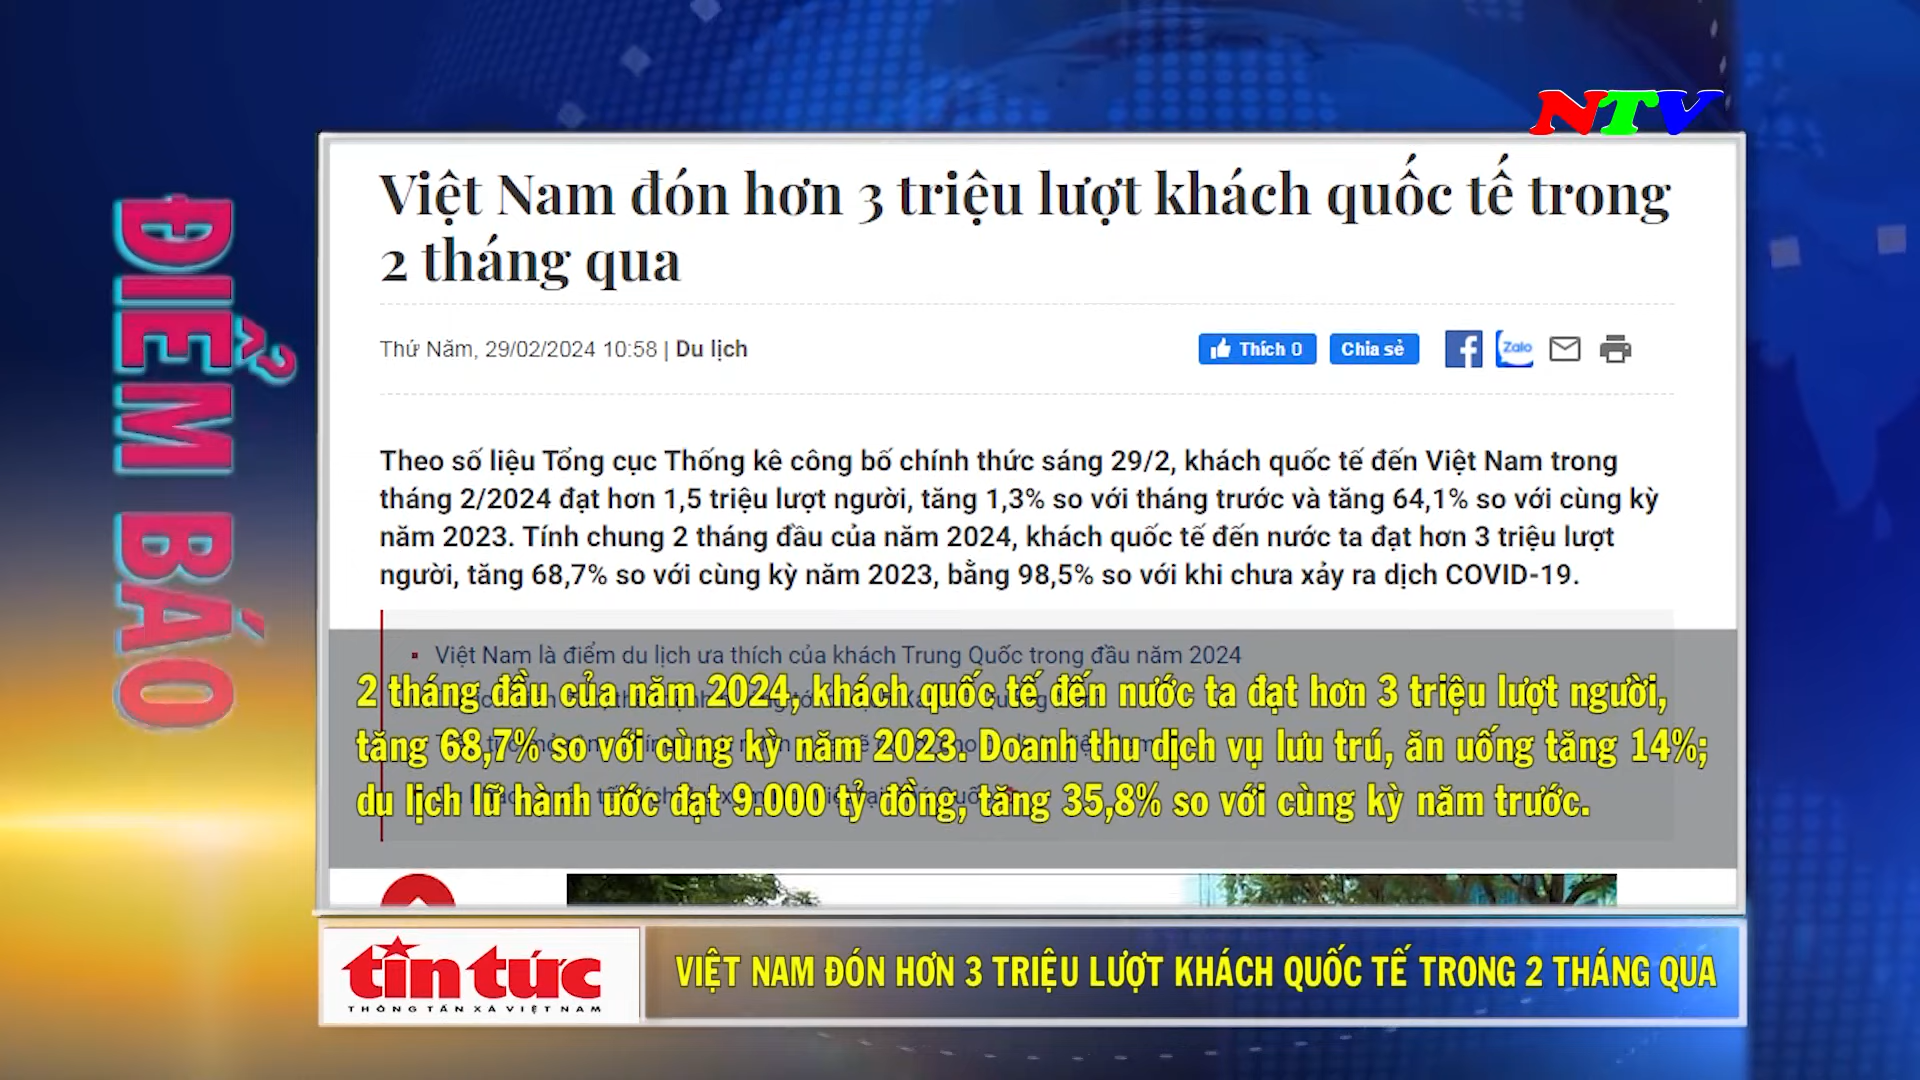 NTV
ĐIỂM BÁO
Việt Nam đón hơn 3 triệu lượt khách quốc tế trong
2 tháng qua
Thứ Năm, 29/02/2024 10:58 | Du lịch
Thích 0
Chia sẻ
Zalo
Theo số liệu Tổng cục Thống kê công bố chính thức sáng 29/2, khách quốc tế đến Việt Nam trong
tháng 2/2024 đạt hơn 1,5 triệu lượt người, tăng 1,3% so với tháng trước và tăng 64,1% so với cùng kỳ
năm 2023. Tính chung 2 tháng đầu của năm 2024, khách quốc tế đến nước ta đạt hơn 3 triệu lượt
người, tăng 68,7% so với cùng kỳ năm 2023, bằng 98,5% so với khi chưa xảy ra dịch COVID-19.
Việt Nam là điểm du lịch ưa thích của khách Trung Quốc trong đầu năm 2024
2 tháng đầu của năm 2024, khách quốc tế đến nước ta đạt hơn 3 triệu lượt người,
tăng 68,7% so với cùng kỳ năm 2023. Doanh thu dịch vụ lưu trú, ăn uống tăng 14%;
du lịch lữ hành ước đạt 9.000 tỷ đồng, tăng 35,8% so với cùng kỳ năm trước.
tin tức
THÔNG TẤN XÃ VIỆT NAM
VIỆT NAM ĐÓN HƠN 3 TRIỆU LƯỢT KHÁCH QUỐC TẾ TRONG 2 THÁNG QUA